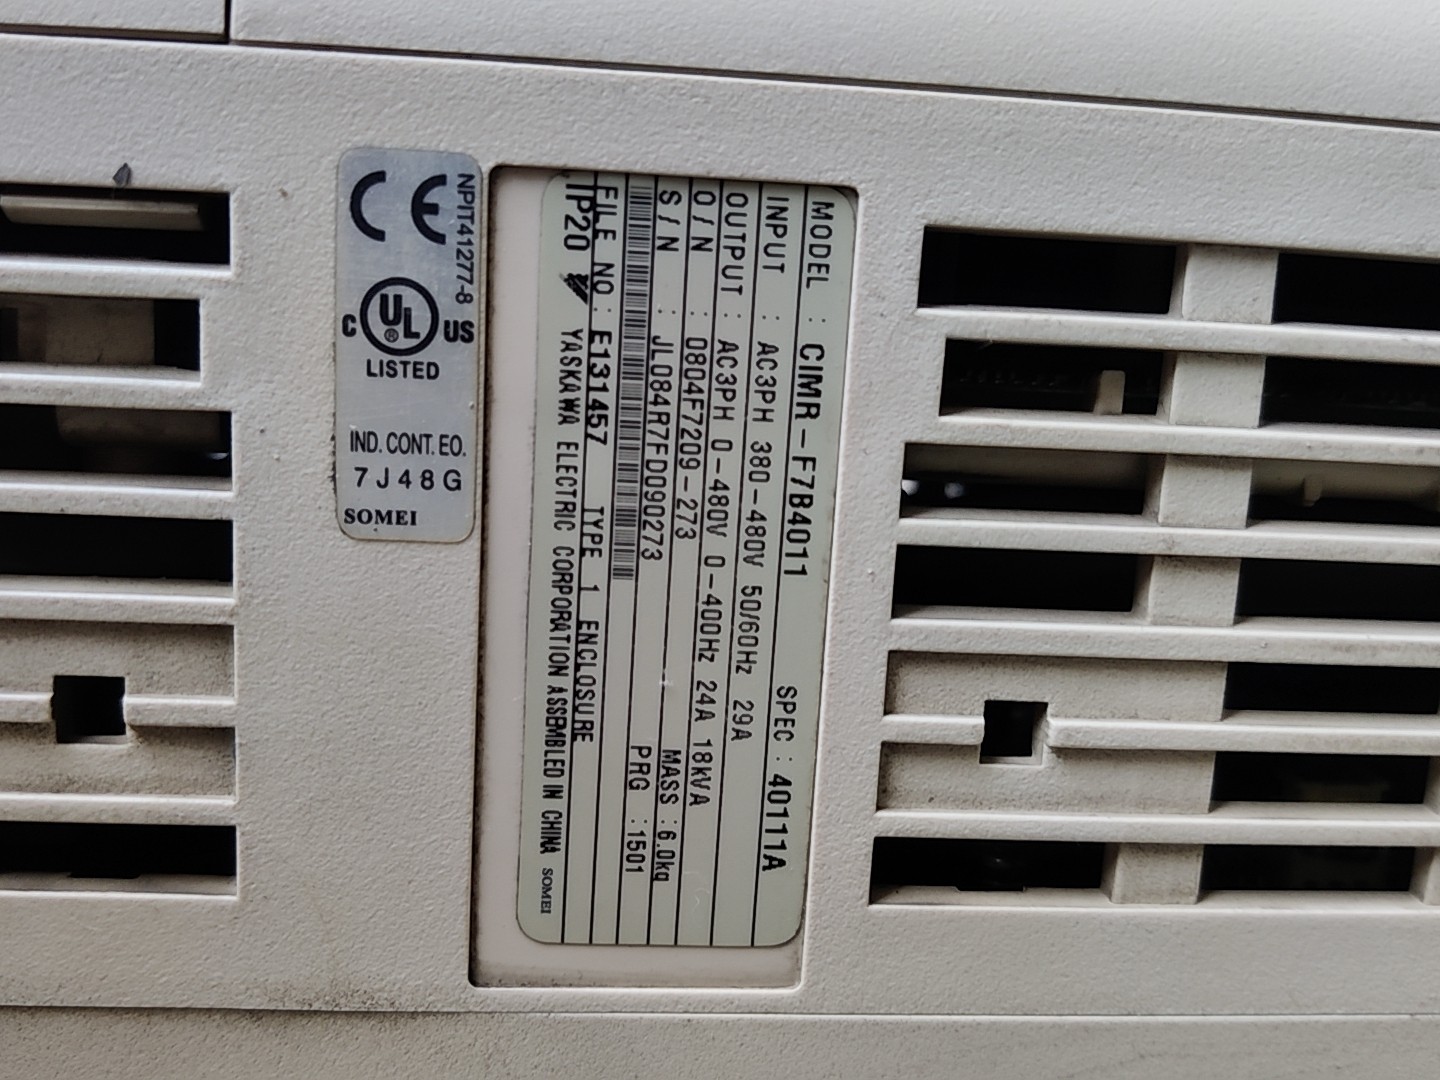 CE
NPIT41277-8
C UL ® US
LISTED
IND. CONT. EQ.
7J48G
SOMEI
MODEL : CIMR-F7B4011 SPEC : 40111A
INPUT : AC3PH 380-480V 50/60Hz 29A
OUTPUT : AC3PH 0-480V 0-400Hz 24A 18kVA
O/N : 0804F7209-273 MASS : 6.0kg
S/N : JL084R7FD090273 PRG : 1501
FILE NO : E131457 TYPE 1 ENCLOSURE
IP20 YASKAWA ELECTRIC CORPORATION ASSEMBLED IN CHINA SOMEI